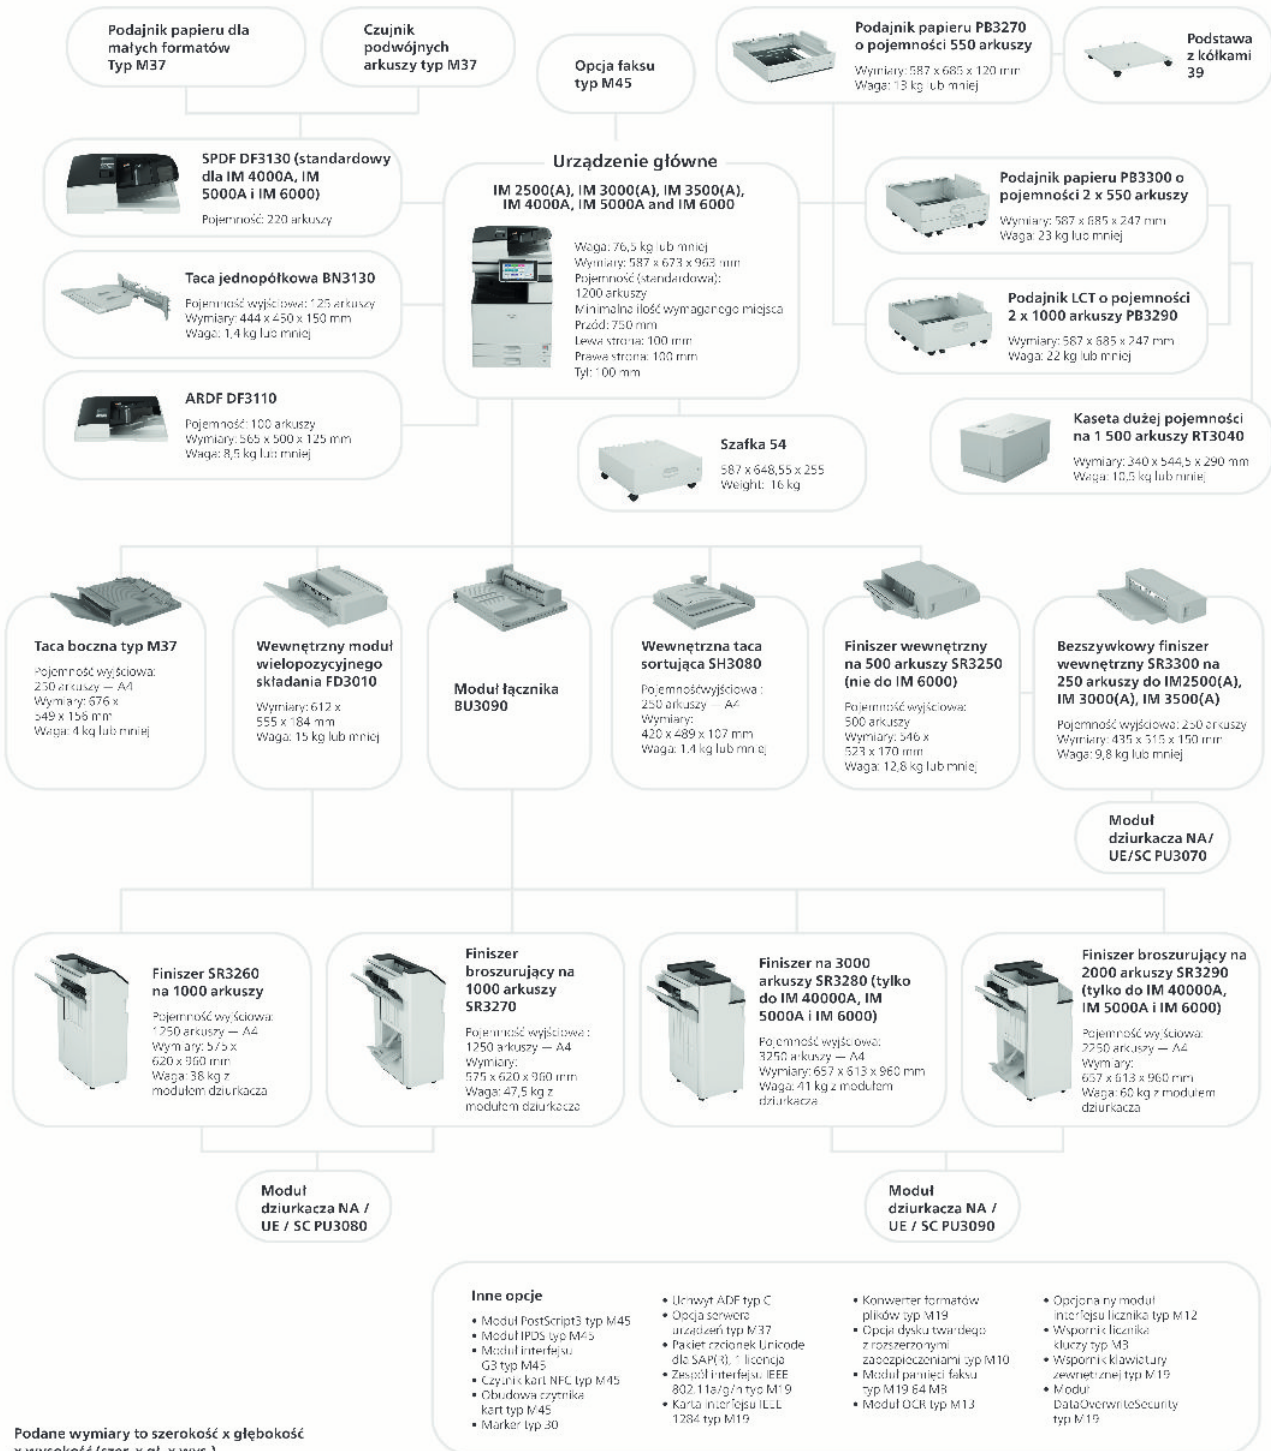 Podajnik papieru dla
małych formatów
Typ M37
Czujnik
podwójnych
arkuszy typ M37
Opcja faksu
typ M45
Podajnik papieru PB3270
o pojemności 550 arkuszy
Wymiary: 587 x 685 x 120 mm
Waga: 13 kg lub mniej
Podstawa
z kółkami
39
SPDF DF3130 (standardowy
dla IM 4000A, IM
5000A i IM 6000)
Pojemność: 220 arkuszy
Urządzenie główne
IM 2500(A), IM 3000(A), IM 3500(A),
IM 4000A, IM 5000A and IM 6000
Waga: 76,5 kg lub mniej
Wymiary: 587 x 673 x 963 mm
Pojemność (standardowa):
1200 arkuszy
Minimalna ilość wymaganego miejsca
Przód: 750 mm
Lewa strona: 100 mm
Prawa strona: 100 mm
Tył: 100 mm
Podajnik papieru PB3300 o
pojemności 2 x 550 arkuszy
Wymiary: 587 x 685 x 247 mm
Waga: 23 kg lub mniej
Taca jednopółkowa BN3130
Pojemność wyjściowa: 125 arkuszy
Wymiary: 444 x 450 x 150 mm
Waga: 1,4 kg lub mniej
Podajnik LCT o pojemności
2 x 1000 arkuszy PB3290
Wymiary: 587 x 685 x 247 mm
Waga: 22 kg lub mniej
ARDF DF3110
Pojemność: 100 arkuszy
Wymiary: 565 x 500 x 125 mm
Waga: 8,5 kg lub mniej
Szafka 54
587 x 648,55 x 255
Weight: 16 kg
Kaseta dużej pojemności
na 1 500 arkuszy RT3040
Wymiary: 340 x 544,5 x 290 mm
Waga: 10,5 kg lub mniej
Taca boczna typ M37
Pojemność wyjściowa:
250 arkuszy — A4
Wymiary: 676 x
549 x 156 mm
Waga: 4 kg lub mniej
Wewnętrzny moduł
wielopozycyjnego
składania FD3010
Wymiary: 612 x
555 x 184 mm
Waga: 15 kg lub mniej
Moduł łącznika
BU3090
Wewnętrzna taca
sortująca SH3080
Pojemnośćwyjściowa :
250 arkuszy — A4
Wymiary:
420 x 489 x 107 mm
Waga: 1.4 kg lub mniej
Finiszer wewnętrzny
na 500 arkuszy SR3250
(nie do IM 6000)
Pojemność wyjściowa:
500 arkuszy
Wymiary: 546 x
523 x 170 mm
Waga: 12,8 kg lub mniej
Bezszywkowy finiszer
wewnętrzny SR3300 na
250 arkuszy do IM2500(A),
IM 3000(A), IM 3500(A)
Pojemność wyjściowa: 250 arkuszy
Wymiary: 435 x 515 x 150 mm
Waga: 9,8 kg lub mniej
Moduł
dziurkacza NA/
UE/SC PU3070
Finiszer SR3260
na 1000 arkuszy
Pojemność wyjściowa:
1250 arkuszy — A4
Wymiary: 575 x
620 x 960 mm
Waga: 38 kg z
modułem dziurkacza
Finiszer
broszurujący na
1000 arkuszy
SR3270
Pojemność wyjściowa :
1250 arkuszy — A4
Wymiary:
575 x 620 x 960 mm
Waga: 47,5 kg z
modułem dziurkacza
Finiszer na 3000
arkuszy SR3280 (tylko
do IM 40000A, IM
5000A i IM 6000)
Pojemność wyjściowa:
3250 arkuszy — A4
Wymiary: 657 x 613 x 960 mm
Waga: 41 kg z modułem
dziurkacza
Finiszer broszurujący na
2000 arkuszy SR3290
(tylko do IM 40000A,
IM 5000A i IM 6000)
Pojemność wyjściowa:
2250 arkuszy — A4
Wymiary:
657 x 613 x 960 mm
Waga: 60 kg z modułem
dziurkacza
Moduł
dziurkacza NA /
UE / SC PU3080
Moduł
dziurkacza NA /
UE / SC PU3090
Inne opcje
• Moduł PostScript3 typ M45
• Moduł IPDS typ M45
• Moduł interfejsu
G3 typ M45
• Czytnik kart NFC typ M45
• Obudowa czytnika
kart typ M45
• Marker typ 30
• Uchwyt ADF typ C
• Opcja serwera
urządzeń typ M37
• Pakiet czcionek Unicode
dla SAP(R), 1 licencja
• Zespół interfejsu IEEE
802.11a/g/n typ M19
• Karta interfejsu IEEE
1284 typ M19
• Konwerter formatów
plików typ M19
• Opcja dysku twardego
z rozszerzonymi
zabezpieczeniami typ M10
• Moduł pamięci faksu
typ M19 64 MB
• Moduł OCR typ M13
• Opcjonalny moduł
interfejsu licznika typ M12
• Wspornik licznika
kluczy typ M3
• Wspornik klawiatury
zewnętrznej typ M19
• Moduł
DataOverwriteSecurity
typ M19
Podane wymiary to szerokość x głębokość
x wysokość (szer. x gł. x wys.)